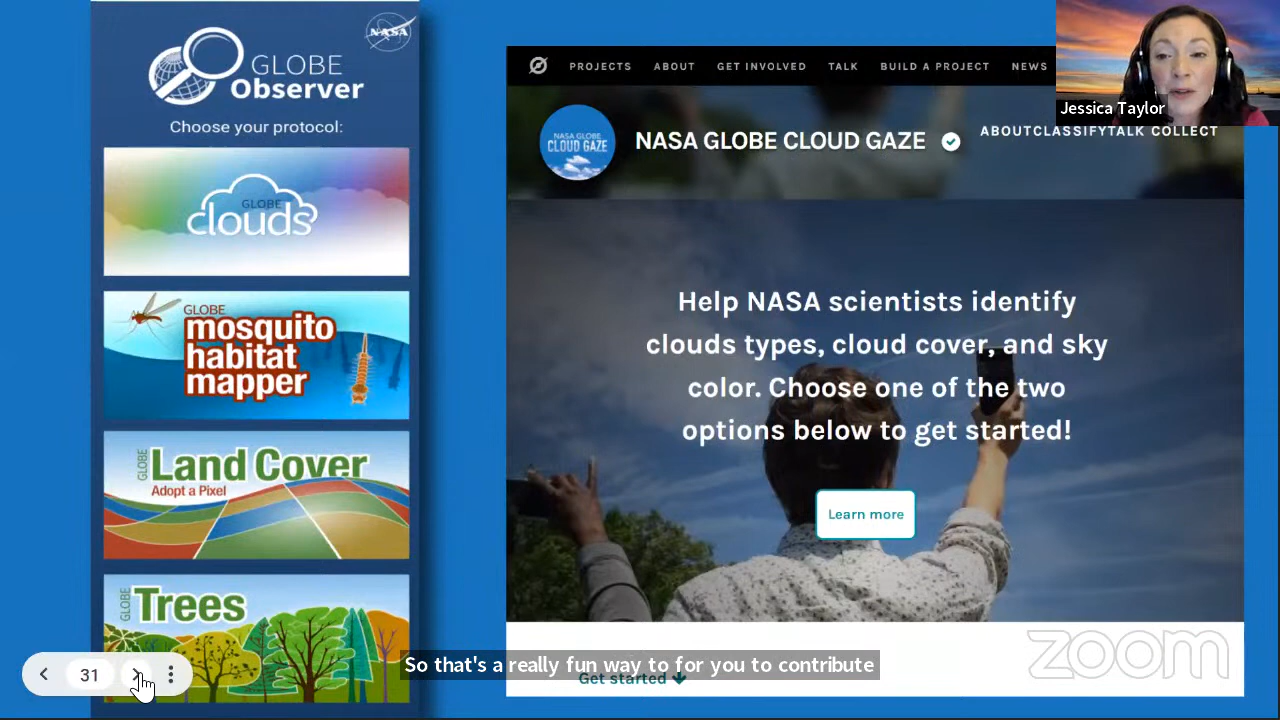 NASA
GLOBE
Observer
Choose your protocol:
GLOBE
clouds
GLOBE
mosquito
habitat
mapper
GLOBE
Land Cover
Adopt a Pixel
GLOBE
Trees
31
PROJECTS ABOUT GET INVOLVED TALK BUILD A PROJECT NEWS
NASA GLOBE
CLOUD GAZE
NASA GLOBE CLOUD GAZE
ABOUTCLASSIFYTALK COLLECT
Help NASA scientists identify
clouds types, cloud cover, and sky
color. Choose one of the two
options below to get started!
Learn more
Get started
Jessica Taylor
So that's a really fun way to for you to contribute
zoom